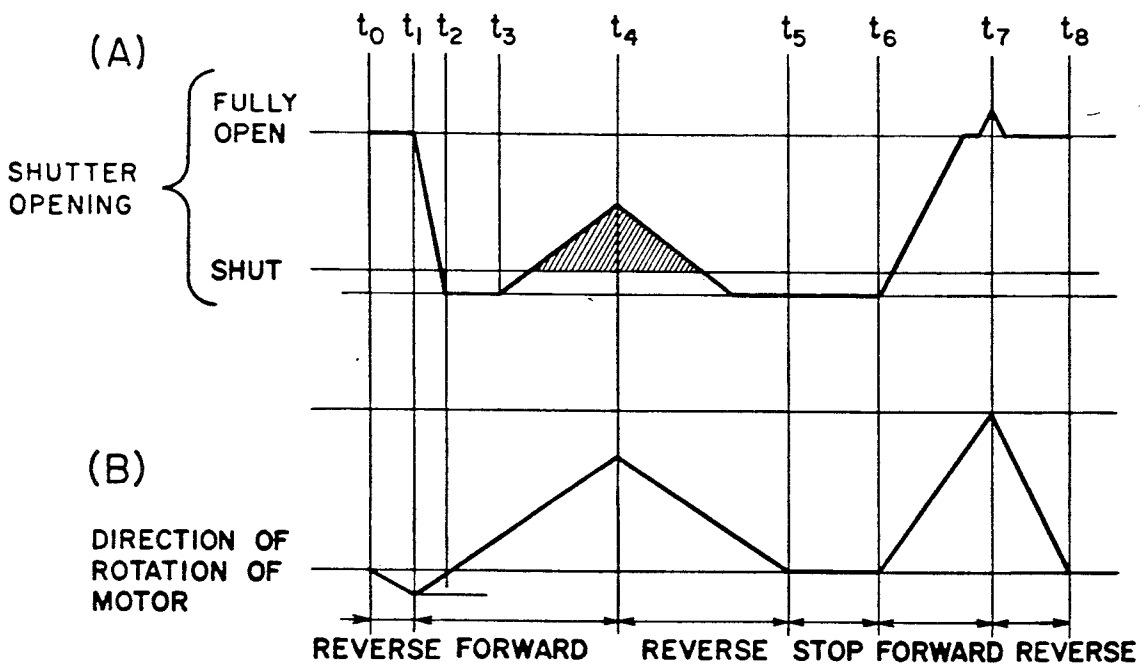 (A)
t0 t1 t2 t3 t4 t5 t6 t7 t8
FULLY
OPEN
SHUTTER
OPENING
SHUT
(B)
DIRECTION OF
ROTATION OF
MOTOR
REVERSE FORWARD REVERSE STOP FORWARD REVERSE